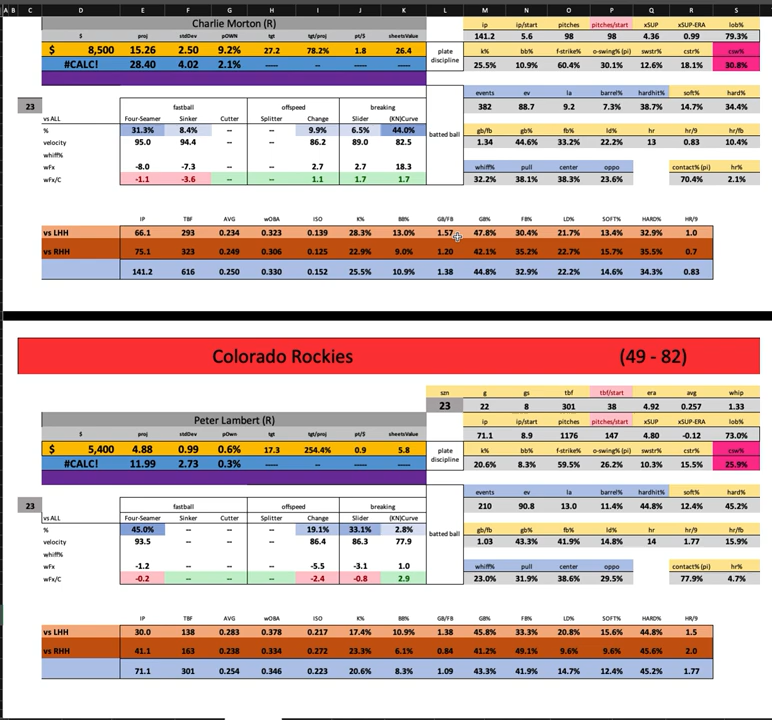 A B C D E F G H I J K L M N O P Q R S
Charlie Morton (R) ip ip/start pitches pitches/start xSUP xSUP-ERA lob%
$ proj stdDev pOWN tgt tgt/proj pt/$ sheetsValue 141.2 5.6 98 98 4.36 0.99 79.3%
$ 8,500 15.26 2.50 9.2% 27.2 78.2% 1.8 26.4 plate discipline k% bb% f-strike% o-swing% (pi) swstr% cstr% csw%
#CALC! 28.40 4.02 2.1% ---- -- ---- ---- 25.5% 10.9% 60.4% 30.1% 12.6% 18.1% 30.8%
events ev la barrel% hardhit% soft% hard%
23 fastball offspeed breaking 382 88.7 9.2 7.3% 38.7% 14.7% 34.4%
vs ALL Four-Seamer Sinker Cutter Splitter Change Slider (KN)Curve
% 31.3% 8.4% -- -- 9.9% 6.5% 44.0% batted ball gb/fb gb% fb% ld% hr hr/9 hr/fb
velocity 95.0 94.4 -- -- 86.2 89.0 82.5 1.34 44.6% 33.2% 22.2% 13 0.83 10.4%
whiff%
wFx -8.0 -7.3 2.7 2.7 18.3 whiff% pull center oppo contact% (pi) hr%
wFx/C -1.1 -3.6 -- -- 1.1 1.7 1.7 32.2% 38.1% 38.3% 23.6% 70.4% 2.1%
IP TBF AVG wOBA ISO K% BB% GB/FB GB% FB% LD% SOFT% HARD% HR/9
vs LHH 66.1 293 0.234 0.323 0.139 28.3% 13.0% 1.57 47.8% 30.4% 21.7% 13.4% 32.9% 1.0
vs RHH 75.1 323 0.249 0.306 0.125 22.9% 9.0% 1.20 42.1% 35.2% 22.7% 15.7% 35.5% 0.7
141.2 616 0.250 0.330 0.152 25.5% 10.9% 1.38 44.8% 32.9% 22.2% 14.6% 34.3% 0.83
Colorado Rockies (49 - 82)
szn g gs tbf tbf/start era avg whip
23 22 8 301 38 4.92 0.257 1.33
Peter Lambert (R) ip ip/start pitches pitches/start xSUP xSUP-ERA lob%
$ proj stdDev pOwn tgt tgt/proj pt/$ sheetsValue 71.1 8.9 1176 147 4.80 -0.12 73.0%
$ 5,400 4.88 0.99 0.6% 17.3 254.4% 0.9 5.8 plate discipline k% bb% f-strike% o-swing% (pi) swstr% cstr% csw%
#CALC! 11.99 2.73 0.3% ---- -- ---- ---- 20.6% 8.3% 59.5% 26.2% 10.3% 15.5% 25.9%
events ev la barrel% hardhit% soft% hard%
23 fastball offspeed breaking 210 90.8 13.0 11.4% 44.8% 12.4% 45.2%
vs ALL Four-Seamer Sinker Cutter Splitter Change Slider (KN)Curve
% 45.0% -- -- -- 19.1% 33.1% 2.8% batted ball gb/fb gb% fb% ld% hr hr/9 hr/fb
velocity 93.5 -- -- -- 86.4 86.3 77.9 1.03 43.3% 41.9% 14.8% 14 1.77 15.9%
whiff%
wFx -1.2 -5.5 -3.1 1.0 whiff% pull center oppo contact% (pi) hr%
wFx/C -0.2 -- -- -- -2.4 -0.8 2.9 23.0% 31.9% 38.6% 29.5% 77.9% 4.7%
IP TBF AVG wOBA ISO K% BB% GB/FB GB% FB% LD% SOFT% HARD% HR/9
vs LHH 30.0 138 0.283 0.378 0.217 17.4% 10.9% 1.38 45.8% 33.3% 20.8% 15.6% 44.8% 1.5
vs RHH 41.1 163 0.238 0.334 0.272 23.3% 6.1% 0.84 41.2% 49.1% 9.6% 9.6% 45.6% 2.0
71.1 301 0.254 0.346 0.223 20.6% 8.3% 1.09 43.3% 41.9% 14.7% 12.4% 45.2% 1.77